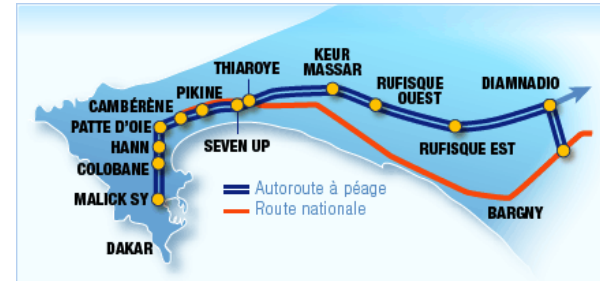 KEUR
MASSAR
THIAROYE
PIKINE
RUFISQUE
OUEST
DIAMNADIO
CAMBÉRÈNE
PATTE D'OIE
HANN
SEVEN UP
RUFISQUE EST
COLOBANE
MALICK SY
Autoroute à péage
Route nationale
BARGNY
DAKAR